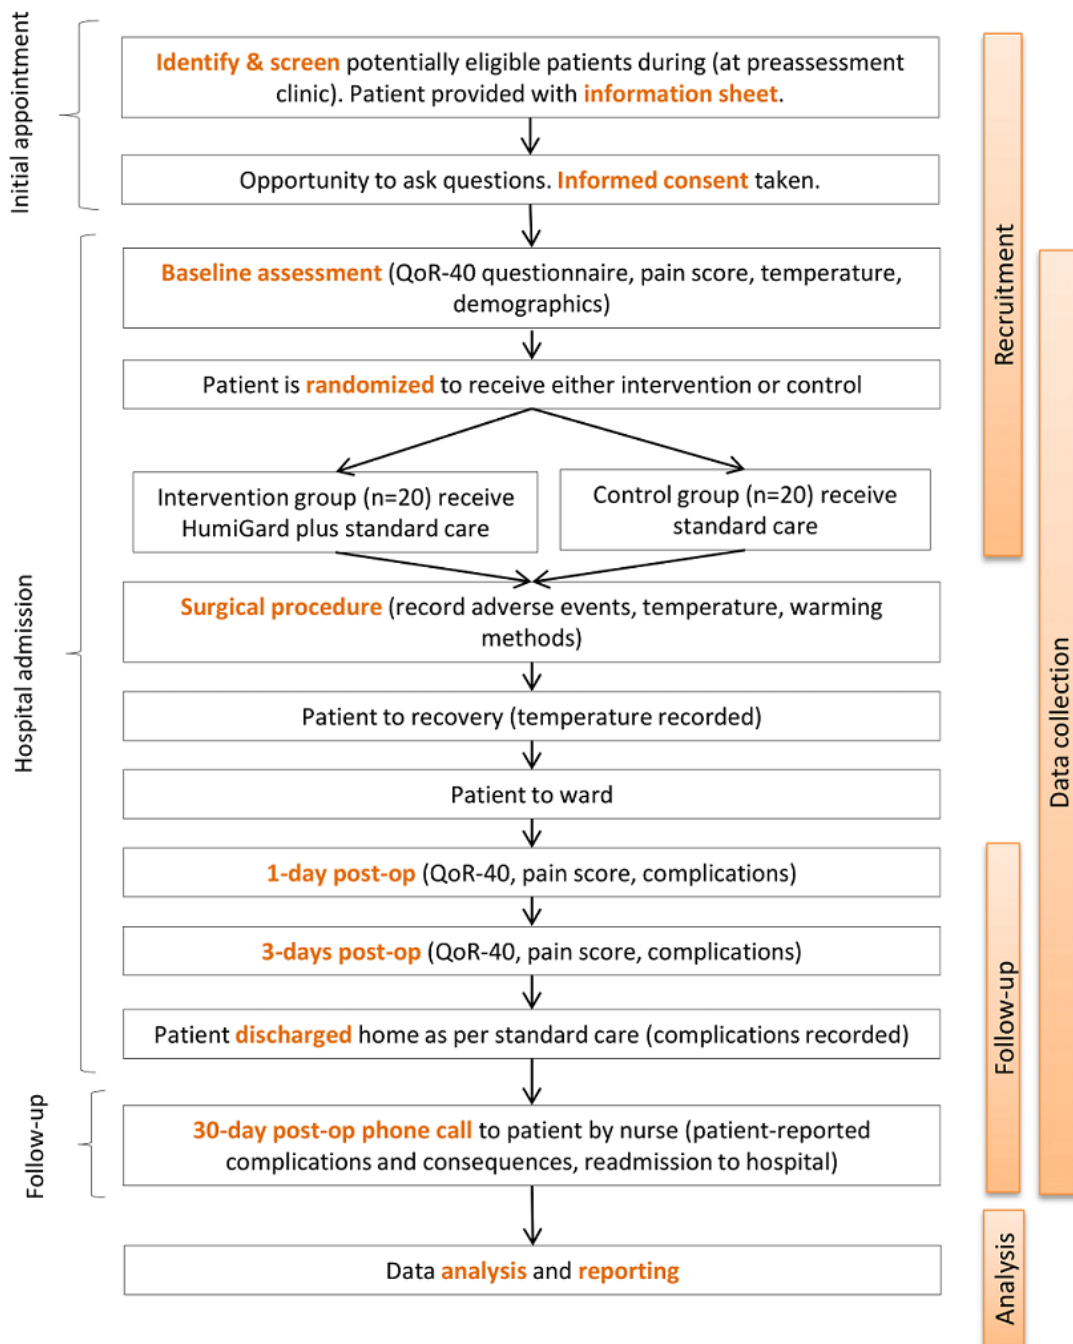 Initial appointment
Identify & screen potentially eligible patients during (at preassessment
clinic). Patient provided with information sheet.
Opportunity to ask questions. Informed consent taken.
Recruitment
Hospital admission
Baseline assessment (QoR-40 questionnaire, pain score, temperature,
demographics)
Patient is randomized to receive either intervention or control
Intervention group (n=20) receive
HumiGard plus standard care
Control group (n=20) receive
standard care
Data collection
Surgical procedure (record adverse events, temperature, warming
methods)
Patient to recovery (temperature recorded)
Patient to ward
1-day post-op (QoR-40, pain score, complications)
3-days post-op (QoR-40, pain score, complications)
Patient discharged home as per standard care (complications recorded)
Follow-up
Follow-up
30-day post-op phone call to patient by nurse (patient-reported
complications and consequences, readmission to hospital)
Data analysis and reporting
Analysis